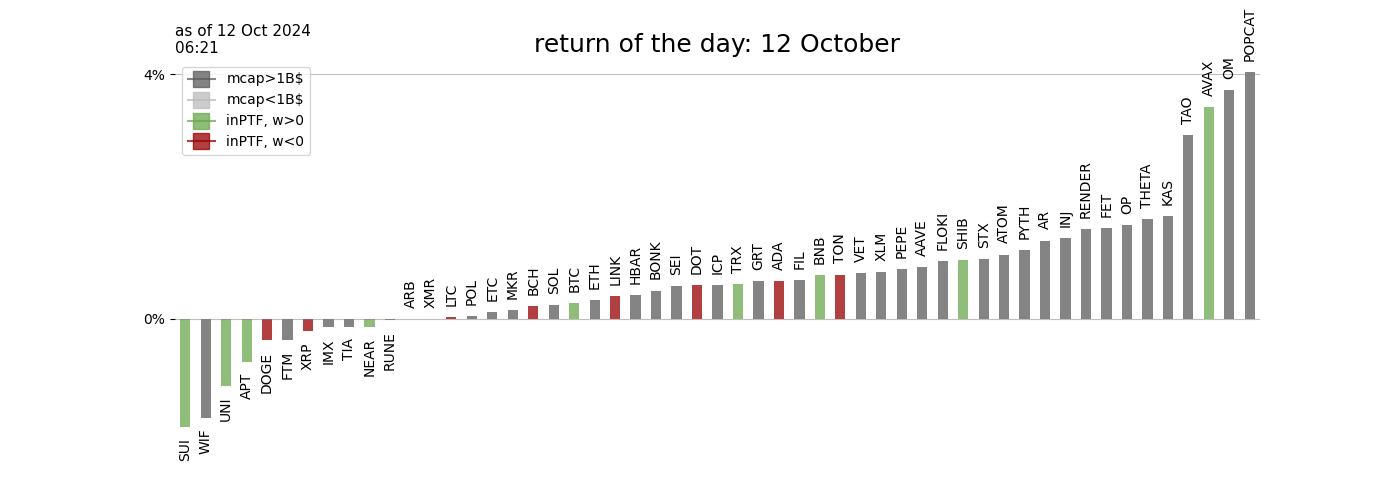 as of 12 Oct 2024
06:21
return of the day: 12 October
4%
0%
mcap>1B$
mcap<1B$
inPTF, w>0
inPTF, w<0
SUI
WIF
UNI
APT
DOGE
FTM
XRP
IMX
TIA
NEAR
RUNE
ARB
XMR
LTC
POL
ETC
MKR
BCH
SOL
BTC
ETH
LINK
HBAR
BONK
SEI
DOT
ICP
TRX
GRT
ADA
FIL
BNB
TON
VET
XLM
PEPE
AAVE
FLOKI
SHIB
STX
ATOM
PYTH
AR
INJ
RENDER
FET
OP
THETA
KAS
TAO
AVAX
OM
POPCAT